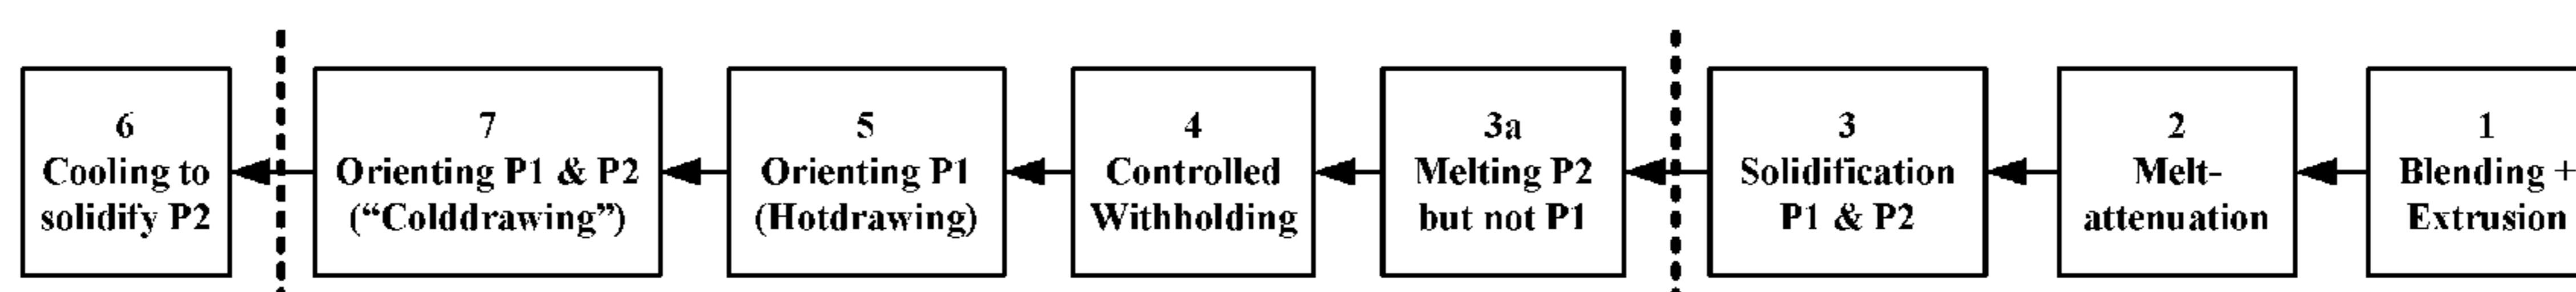 6
Cooling to
solidify P2
7
Orienting P1 & P2
(“Colddrawing”)
5
Orienting P1
(Hotdrawing)
4
Controlled
Withholding
3a
Melting P2
but not P1
3
Solidification
P1 & P2
2
Melt-
attenuation
1
Blending +
Extrusion